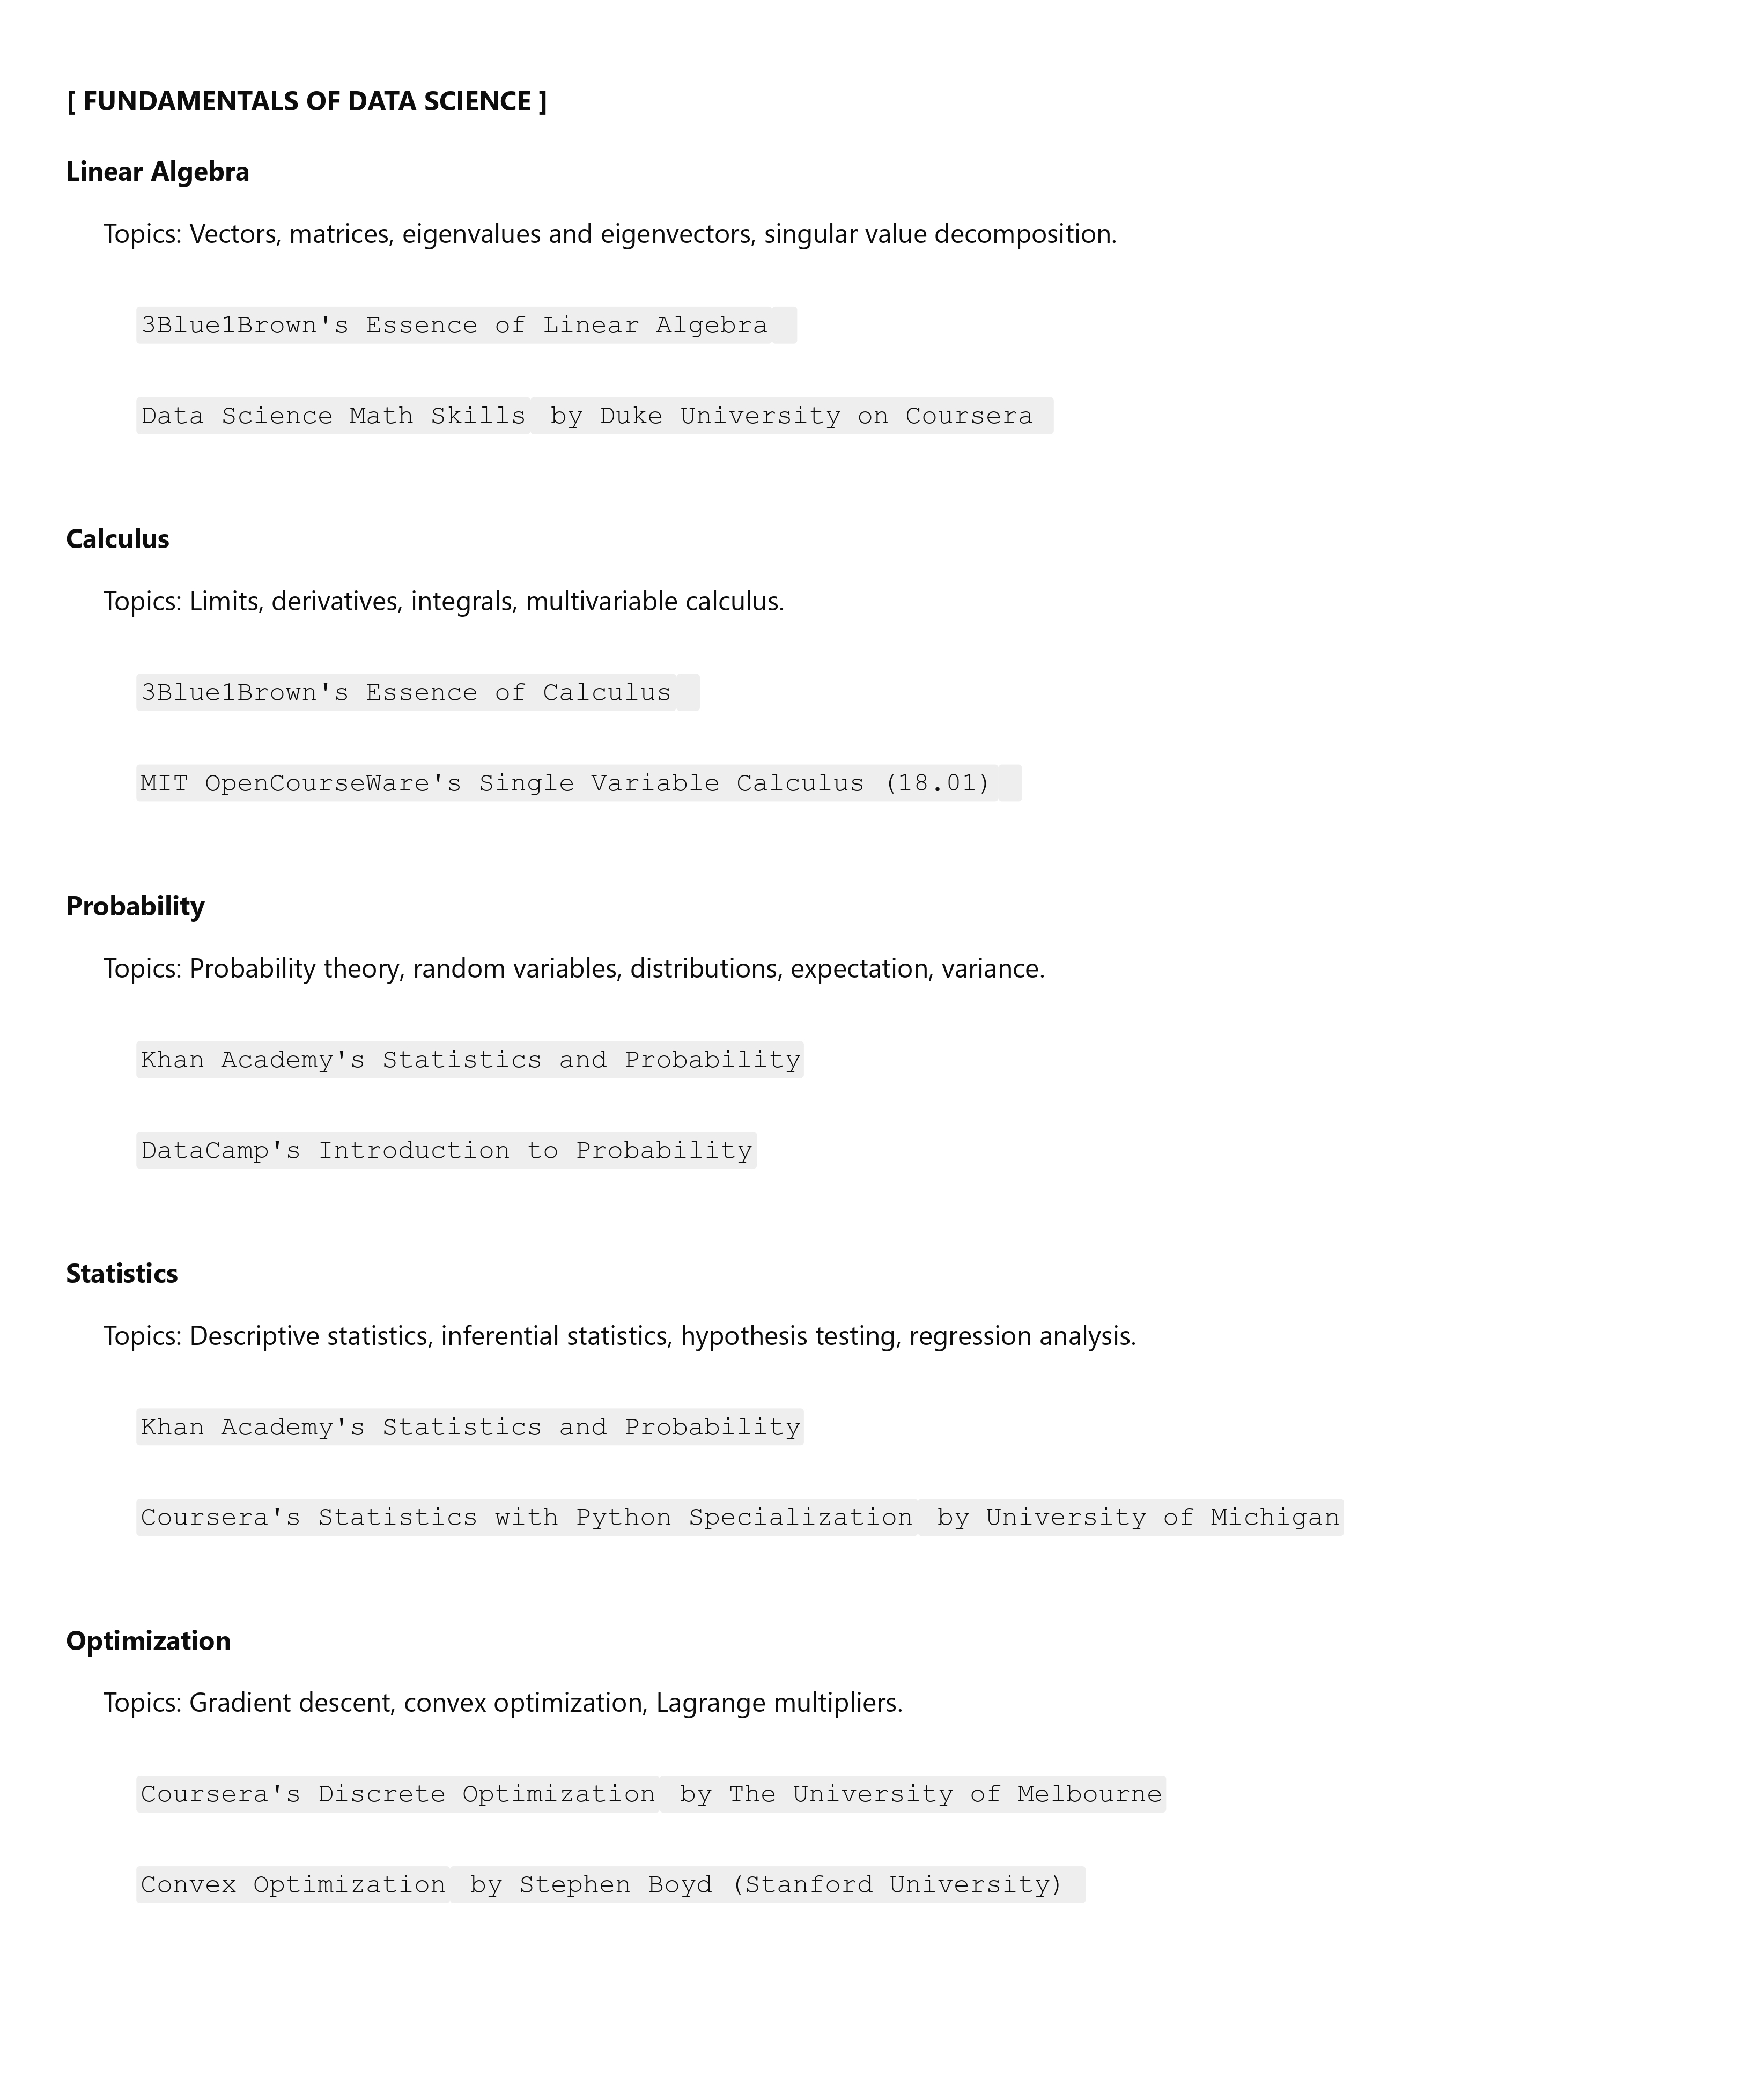 [ FUNDAMENTALS OF DATA SCIENCE ]
Linear Algebra
Topics: Vectors, matrices, eigenvalues and eigenvectors, singular value decomposition.
3Blue1Brown's Essence of Linear Algebra
Data Science Math Skills by Duke University on Coursera
Calculus
Topics: Limits, derivatives, integrals, multivariable calculus.
3Blue1Brown's Essence of Calculus
MIT OpenCourseWare's Single Variable Calculus (18.01)
Probability
Topics: Probability theory, random variables, distributions, expectation, variance.
Khan Academy's Statistics and Probability
DataCamp's Introduction to Probability
Statistics
Topics: Descriptive statistics, inferential statistics, hypothesis testing, regression analysis.
Khan Academy's Statistics and Probability
Coursera's Statistics with Python Specialization by University of Michigan
Optimization
Topics: Gradient descent, convex optimization, Lagrange multipliers.
Coursera's Discrete Optimization by The University of Melbourne
Convex Optimization by Stephen Boyd (Stanford University)